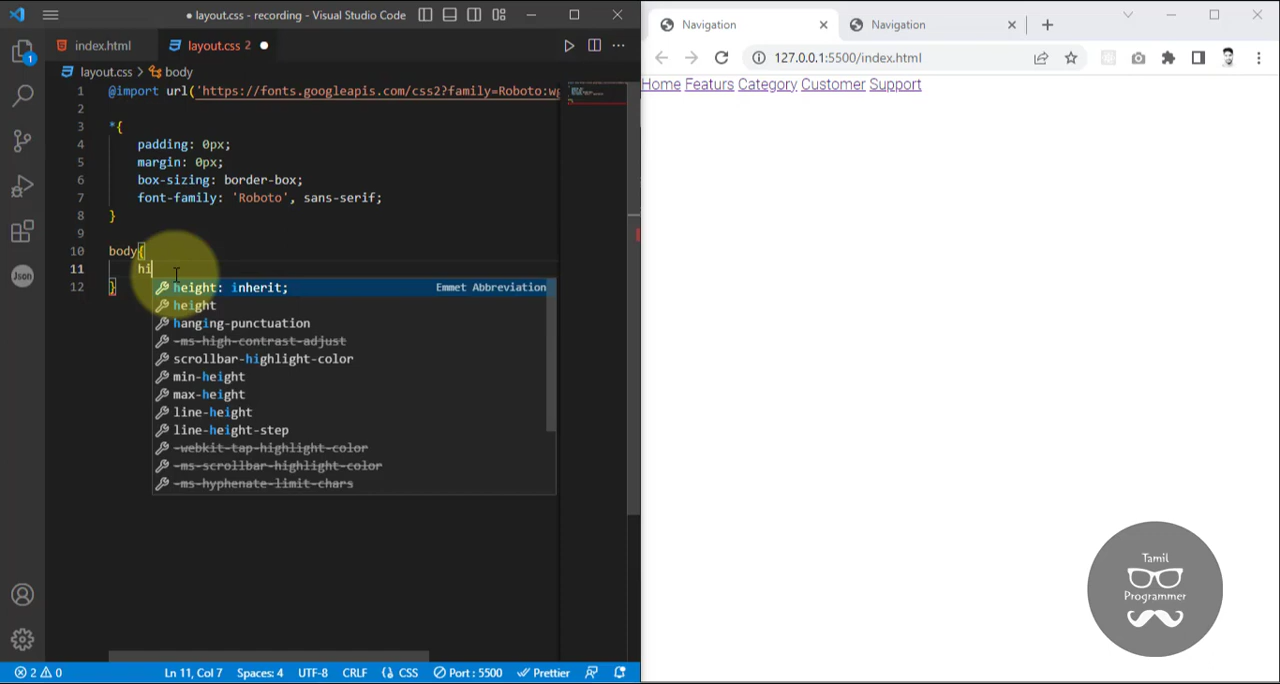 ● layout.css - recording - Visual Studio Code
index.html
layout.css 2 ●
layout.css > body
1 @import url('https://fonts.googleapis.com/css2?family=Roboto:wg
2
3 *{
4 padding: 0px;
5 margin: 0px;
6 box-sizing: border-box;
7 font-family: 'Roboto', sans-serif;
8 }
9
10 body{
11 hi
12 }
height: inherit; Emmet Abbreviation
height
hanging-punctuation
-ms-high-contrast-adjust
scrollbar-highlight-color
min-height
max-height
line-height
line-height-step
-webkit-tap-highlight-color
-ms-scrollbar-highlight-color
-ms-hyphenate-limit-chars
1
Json
2 0 Ln 11, Col 7 Spaces: 4 UTF-8 CRLF CSS Port : 5500 Prettier
Navigation
Navigation
127.0.0.1:5500/index.html
Home Featurs Category Customer Support
Tamil
Programmer